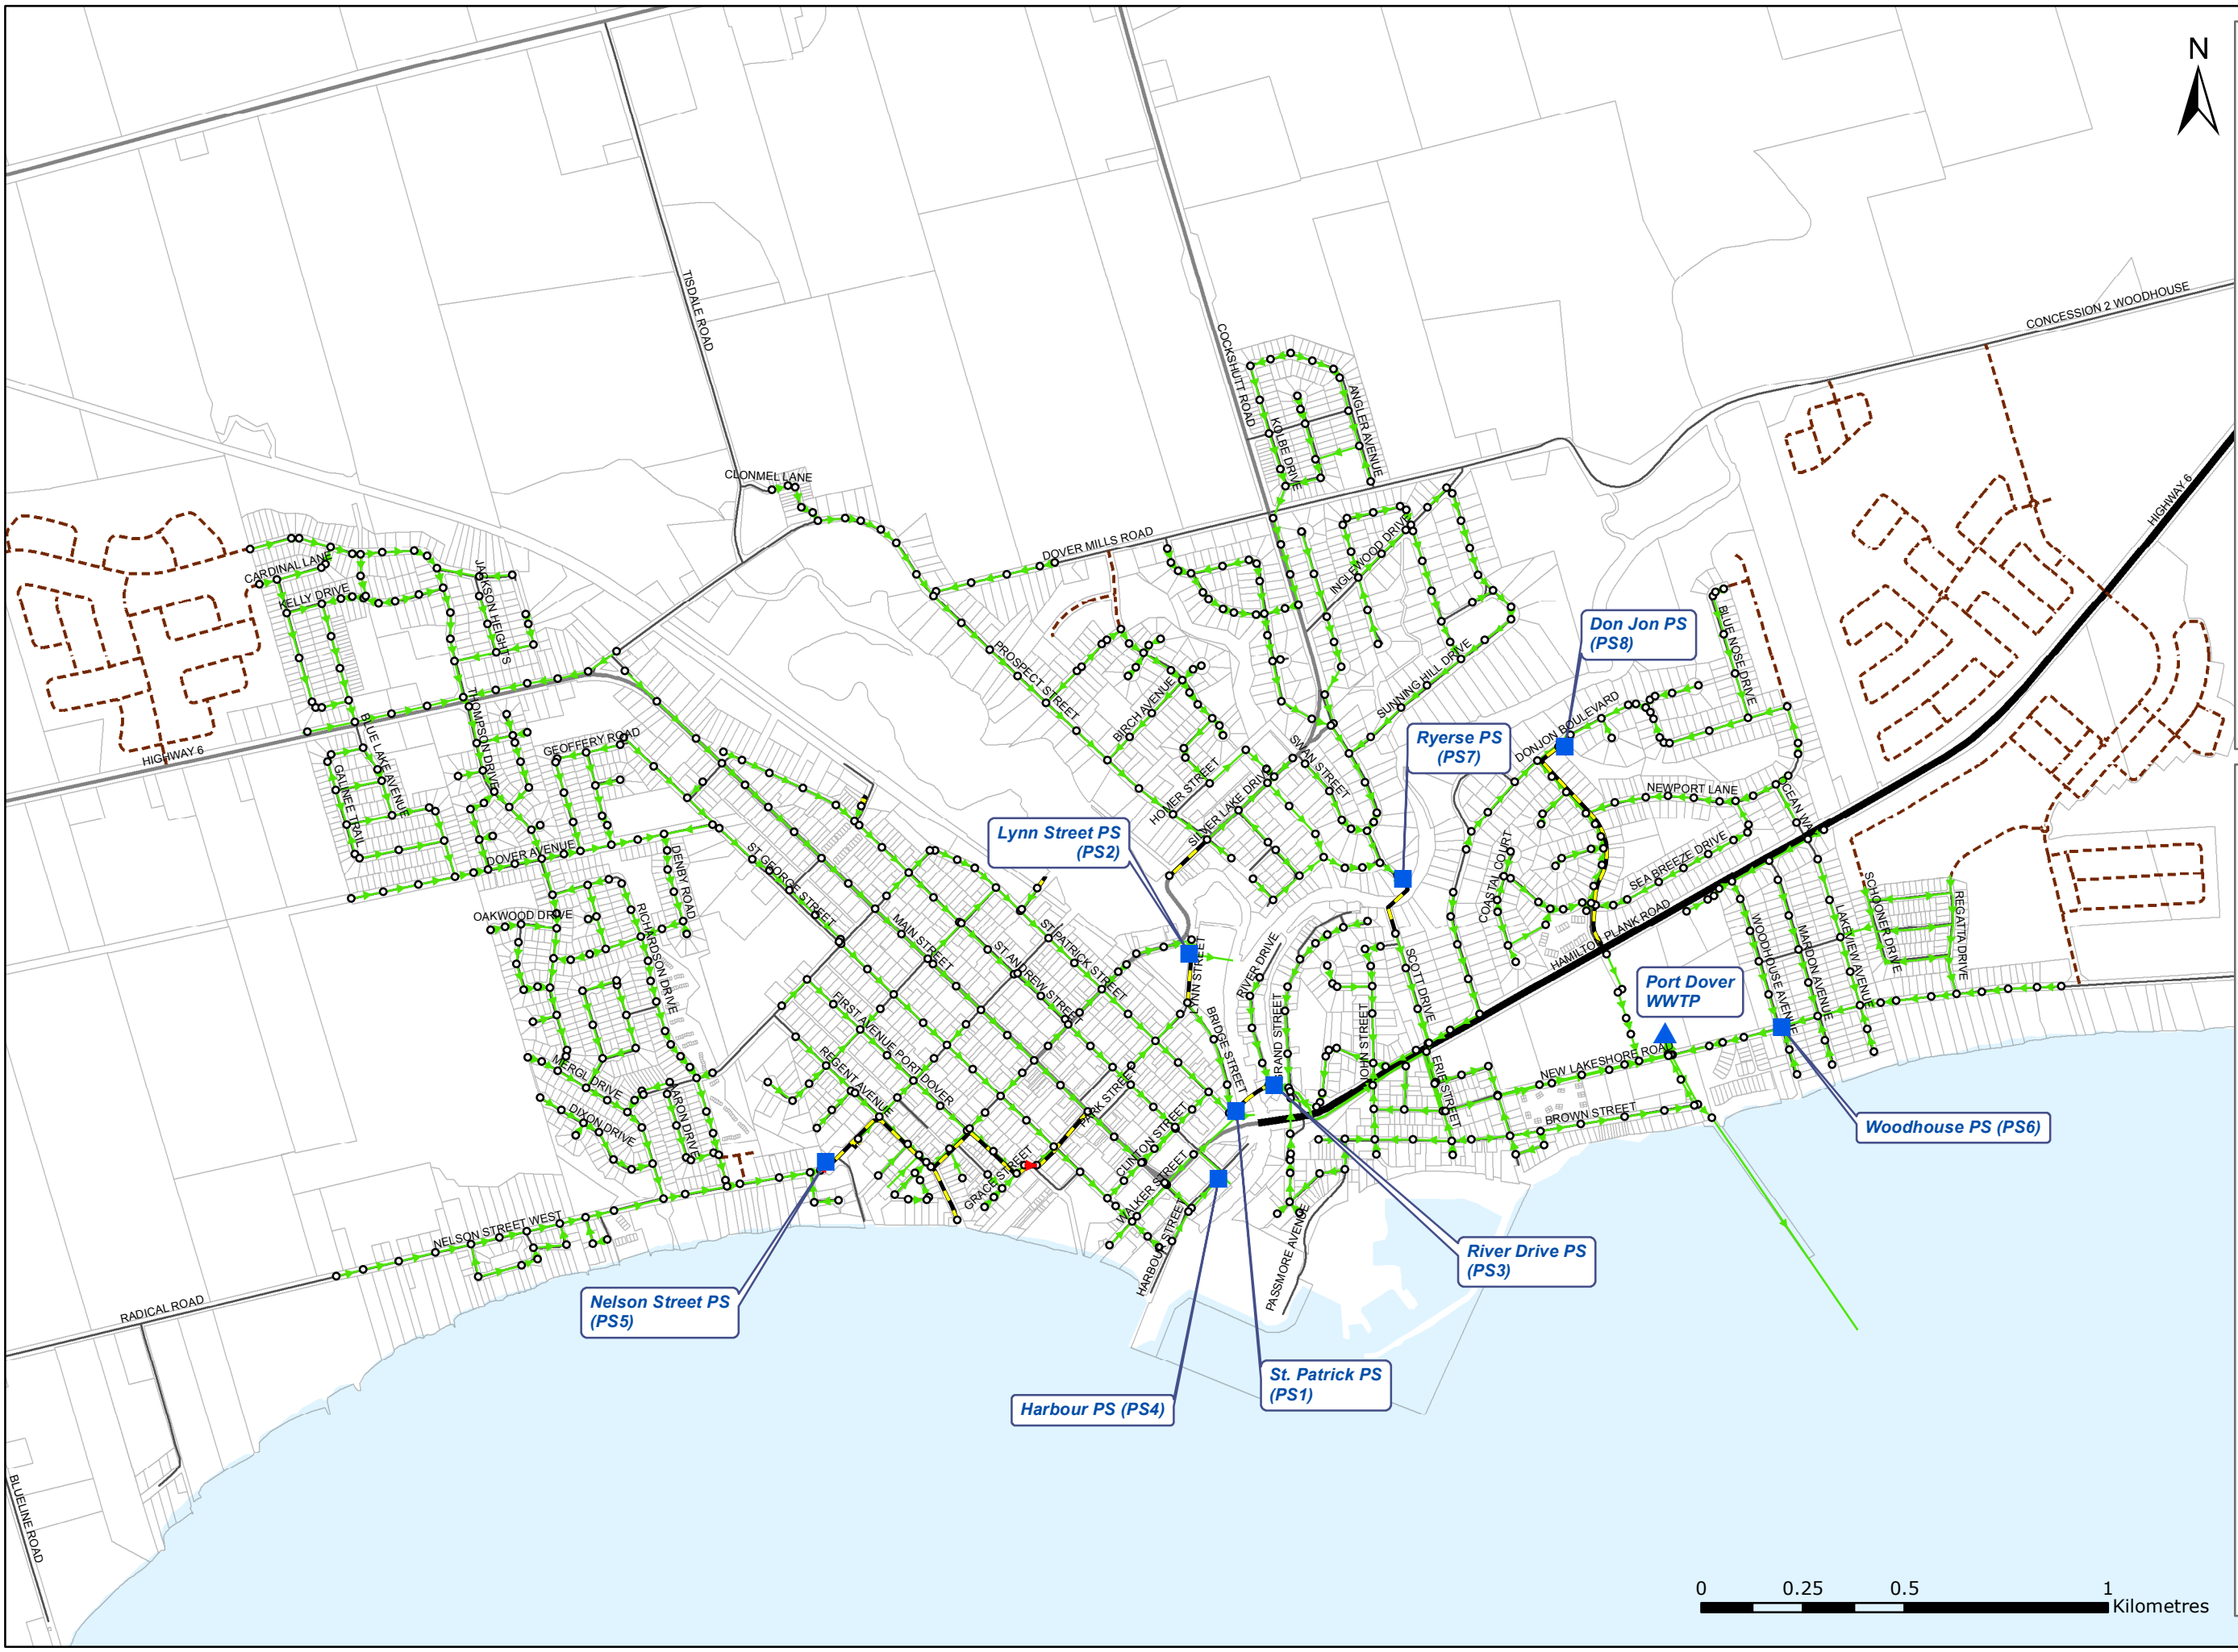 N
CONCESSION 2 WOODHOUSE
TISDALE ROAD
COCKSHUTT ROAD
ANGLER AVENUE
KOLBE DRIVE
HIGHWAY 6
CLONMEL LANE
DOVER MILLS ROAD
INGLEWOOD DRIVE
CARDINAL LANE
KELLY DRIVE
JACKSON HEIGHTS
PROSPECT STREET
BIRCH AVENUE
SUNNING HILL DRIVE
Don Jon PS
(PS8)
BLUE NOSE DRIVE
DONJON BOULEVARD
Ryerse PS
(PS7)
HIGHWAY 6
BLUE LAKE AVENUE
THOMPSON DRIVE
GEOFFERY ROAD
GALINEE TRAIL
SWAN STREET
HOMER STREET
SILVER LAKE DRIVE
NEWPORT LANE
OCEAN WAY
SEA BREEZE DRIVE
COASTAL COURT
Lynn Street PS
(PS2)
DOVER AVENUE
DENBY ROAD
ST GEORGE STREET
OAKWOOD DRIVE
RICHARDSON DRIVE
MAIN STREET
ST ANDREW STREET
ST PATRICK STREET
LYNN STREET
RIVER DRIVE
SCOTT DRIVE
HAMILTON PLANK ROAD
SCHOONER DRIVE
REGATTA DRIVE
LAKEVIEW AVENUE
MARDON AVENUE
WOODHOUSE AVENUE
Port Dover
WWTP
FIRST AVENUE PORT DOVER
REGENT AVENUE
BRIDGE STREET
GRAND STREET
JOHN STREET
ERIE STREET
NEW LAKESHORE ROAD
BROWN STREET
MERGL DRIVE
DIXON DRIVE
ARON DRIVE
PARK STREET
CLINTON STREET
GRACE STREET
WALKER STREET
HARBOUR STREET
PASSMORE AVENUE
Woodhouse PS (PS6)
NELSON STREET WEST
RADICAL ROAD
River Drive PS
(PS3)
Nelson Street PS
(PS5)
St. Patrick PS
(PS1)
Harbour PS (PS4)
BLUELINE ROAD
0 0.25 0.5 1
Kilometres